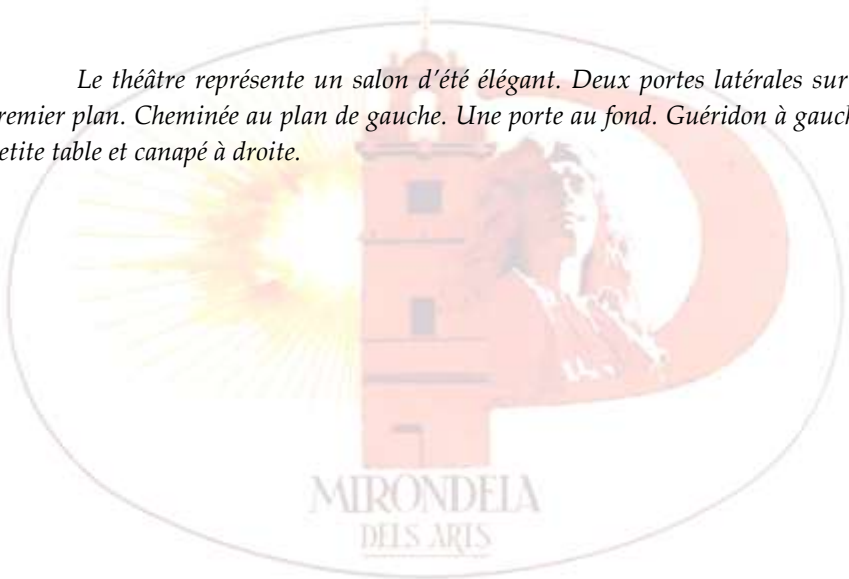 Le théâtre représente un salon d'été élégant. Deux portes latérales sur
remier plan. Cheminée au plan de gauche. Une porte au fond. Guéridon à gauch
etite table et canapé à droite.
MIRONDELA
DELS ARTS